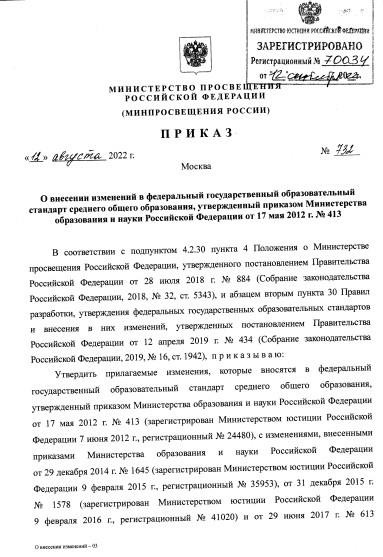 МИНИСТЕРСТВО ЮСТИЦИИ РОССИЙСКОЙ ФЕДЕРАЦИИ
ЗАРЕГИСТРИРОВАНО
Регистрационный № 70034
от "12" сентября 2022
МИНИСТЕРСТВО ПРОСВЕЩЕНИЯ
РОССИЙСКОЙ ФЕДЕРАЦИИ
(МИНПРОСВЕЩЕНИЯ РОССИИ)
ПРИКАЗ
«12» августа 2022 г. № 732
Москва
О внесении изменений в федеральный государственный образовательный
стандарт среднего общего образования, утвержденный приказом Министерства
образования и науки Российской Федерации от 17 мая 2012 г. № 413
В соответствии с подпунктом 4.2.30 пункта 4 Положения о Министерстве
просвещения Российской Федерации, утвержденного постановлением Правительства
Российской Федерации от 28 июля 2018 г. № 884 (Собрание законодательства
Российской Федерации, 2018, № 32, ст. 5343), и абзацем вторым пункта 30 Правил
разработки, утверждения федеральных государственных образовательных стандартов
и внесения в них изменений, утвержденных постановлением Правительства
Российской Федерации от 12 апреля 2019 г. № 434 (Собрание законодательства
Российской Федерации, 2019, № 16, ст. 1942), приказываю:
Утвердить прилагаемые изменения, которые вносятся в федеральный
государственный образовательный стандарт среднего общего образования,
утвержденный приказом Министерства образования и науки Российской Федерации
от 17 мая 2012 г. № 413 (зарегистрирован Министерством юстиции Российской
Федерации 7 июня 2012 г., регистрационный № 24480), с изменениями, внесенными
приказами Министерства образования и науки Российской Федерации
от 29 декабря 2014 г. № 1645 (зарегистрирован Министерством юстиции Российской
Федерации 9 февраля 2015 г., регистрационный № 35953), от 31 декабря 2015 г.
№ 1578 (зарегистрирован Министерством юстиции Российской Федерации
9 февраля 2016 г., регистрационный № 41020) и от 29 июня 2017 г. № 613
О внесении изменений – 03